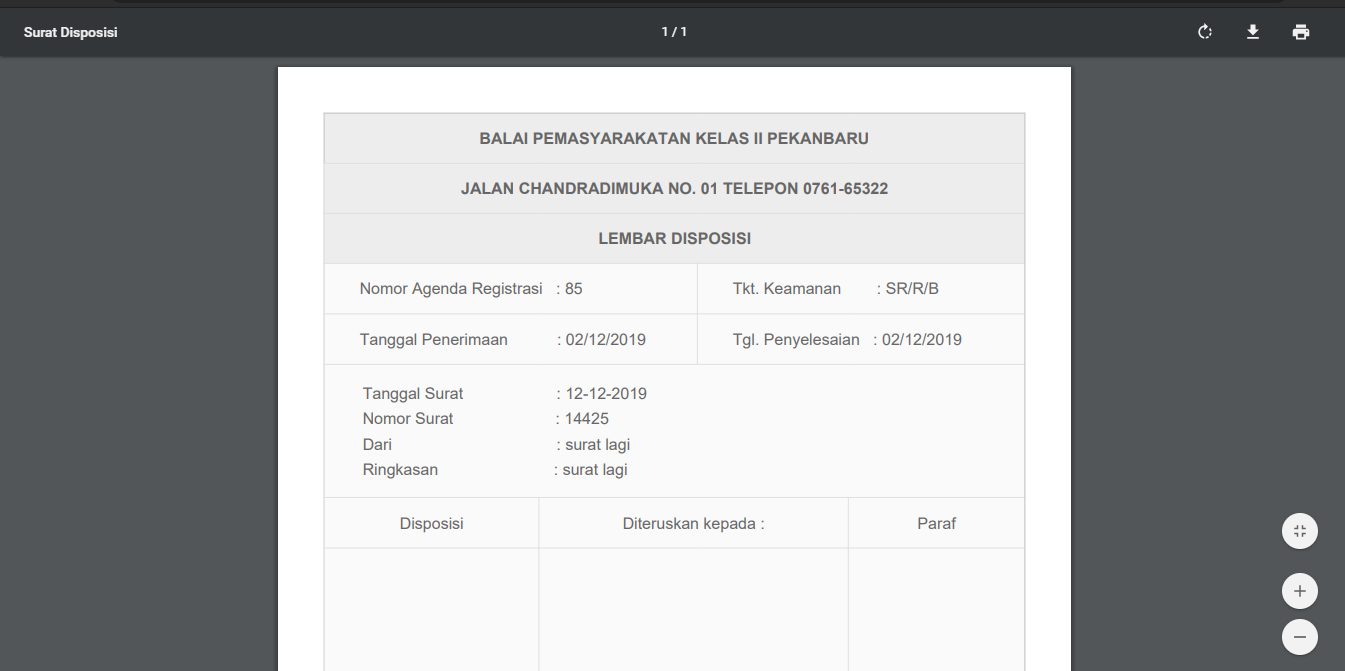 Surat Disposisi
1 / 1
BALAI PEMASYARAKATAN KELAS II PEKANBARU
JALAN CHANDRADIMUKA NO. 01 TELEPON 0761-65322
LEMBAR DISPOSISI
Nomor Agenda Registrasi : 85
Tkt. Keamanan : SR/R/B
Tanggal Penerimaan : 02/12/2019
Tgl. Penyelesaian : 02/12/2019
Tanggal Surat : 12-12-2019
Nomor Surat : 14425
Dari : surat lagi
Ringkasan : surat lagi
Disposisi
Diteruskan kepada :
Paraf